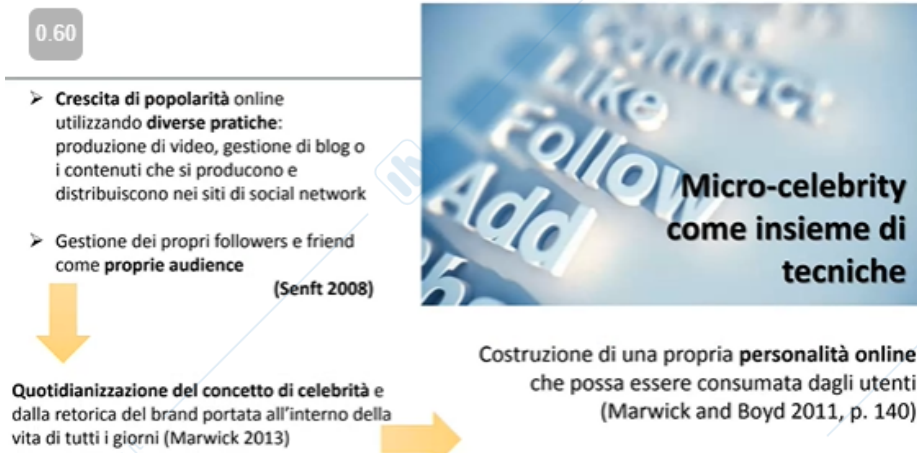 0.60
➢ Crescita di popolarità online
utilizzando diverse pratiche:
produzione di video, gestione di blog o
i contenuti che si producono e
distribuiscono nei siti di social network
➢ Gestione dei propri followers e friend
come proprie audience
(Senft 2008)
Quotidianizzazione del concetto di celebrità e
dalla retorica del brand portata all'interno della
vita di tutti i giorni (Marwick 2013)
Connect
Like
Follow
Add
Micro-celebrity
come insieme di
tecniche
Costruzione di una propria personalità online
che possa essere consumata dagli utenti
(Marwick and Boyd 2011, p. 140)